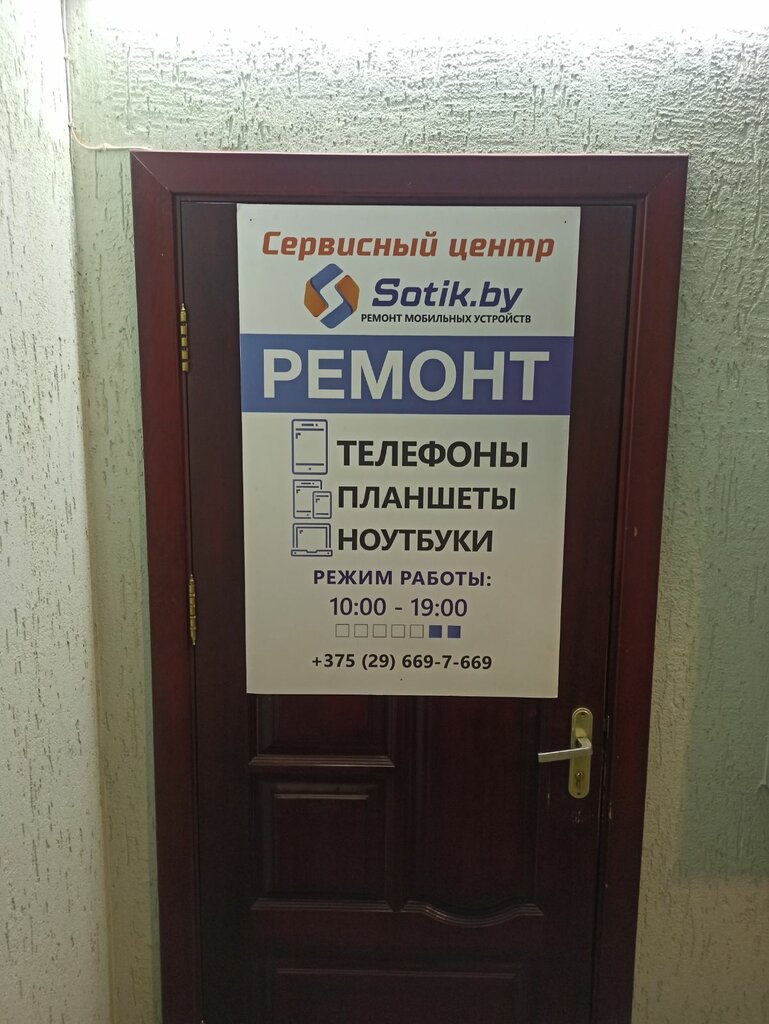 Сервисный центр
Sotik.by
РЕМОНТ МОБИЛЬНЫХ УСТРОЙСТВ
РЕМОНТ
ТЕЛЕФОНЫ
ПЛАНШЕТЫ
НОУТБУКИ
РЕЖИМ РАБОТЫ:
10:00 - 19:00
+375 (29) 669-7-669